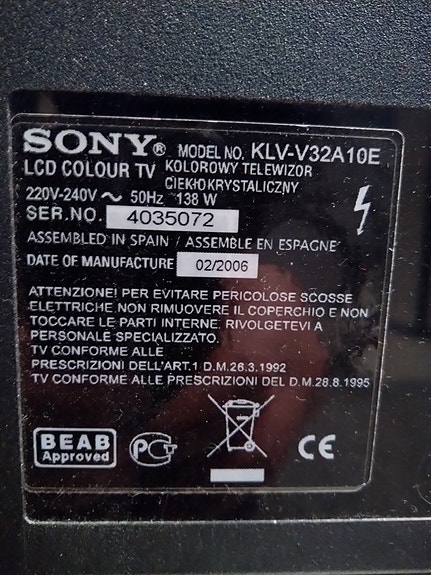 SONY® MODEL NO. KLV-V32A10E
LCD COLOUR TV KOLOROWY TELEWIZOR
CIEKŁOKRYSTALICZNY
220V-240V ~ 50Hz 138 W
SER.NO. 4035072
ASSEMBLED IN SPAIN / ASSEMBLE EN ESPAGNE
DATE OF MANUFACTURE 02/2006
ATTENZIONE! PER EVITARE PERICOLOSE SCOSSE
ELETTRICHE NON RIMUOVERE IL COPERCHIO E NON
TOCCARE LE PARTI INTERNE. RIVOLGETEVI A
PERSONALE SPECIALIZZATO.
TV CONFORME ALLE
PRESCRIZIONI DELL'ART.1 D.M.26.3.1992
TV CONFORME ALLE PRESCRIZIONI DEL D.M.28.8.1995
BEAB
Approved
PCT
CE